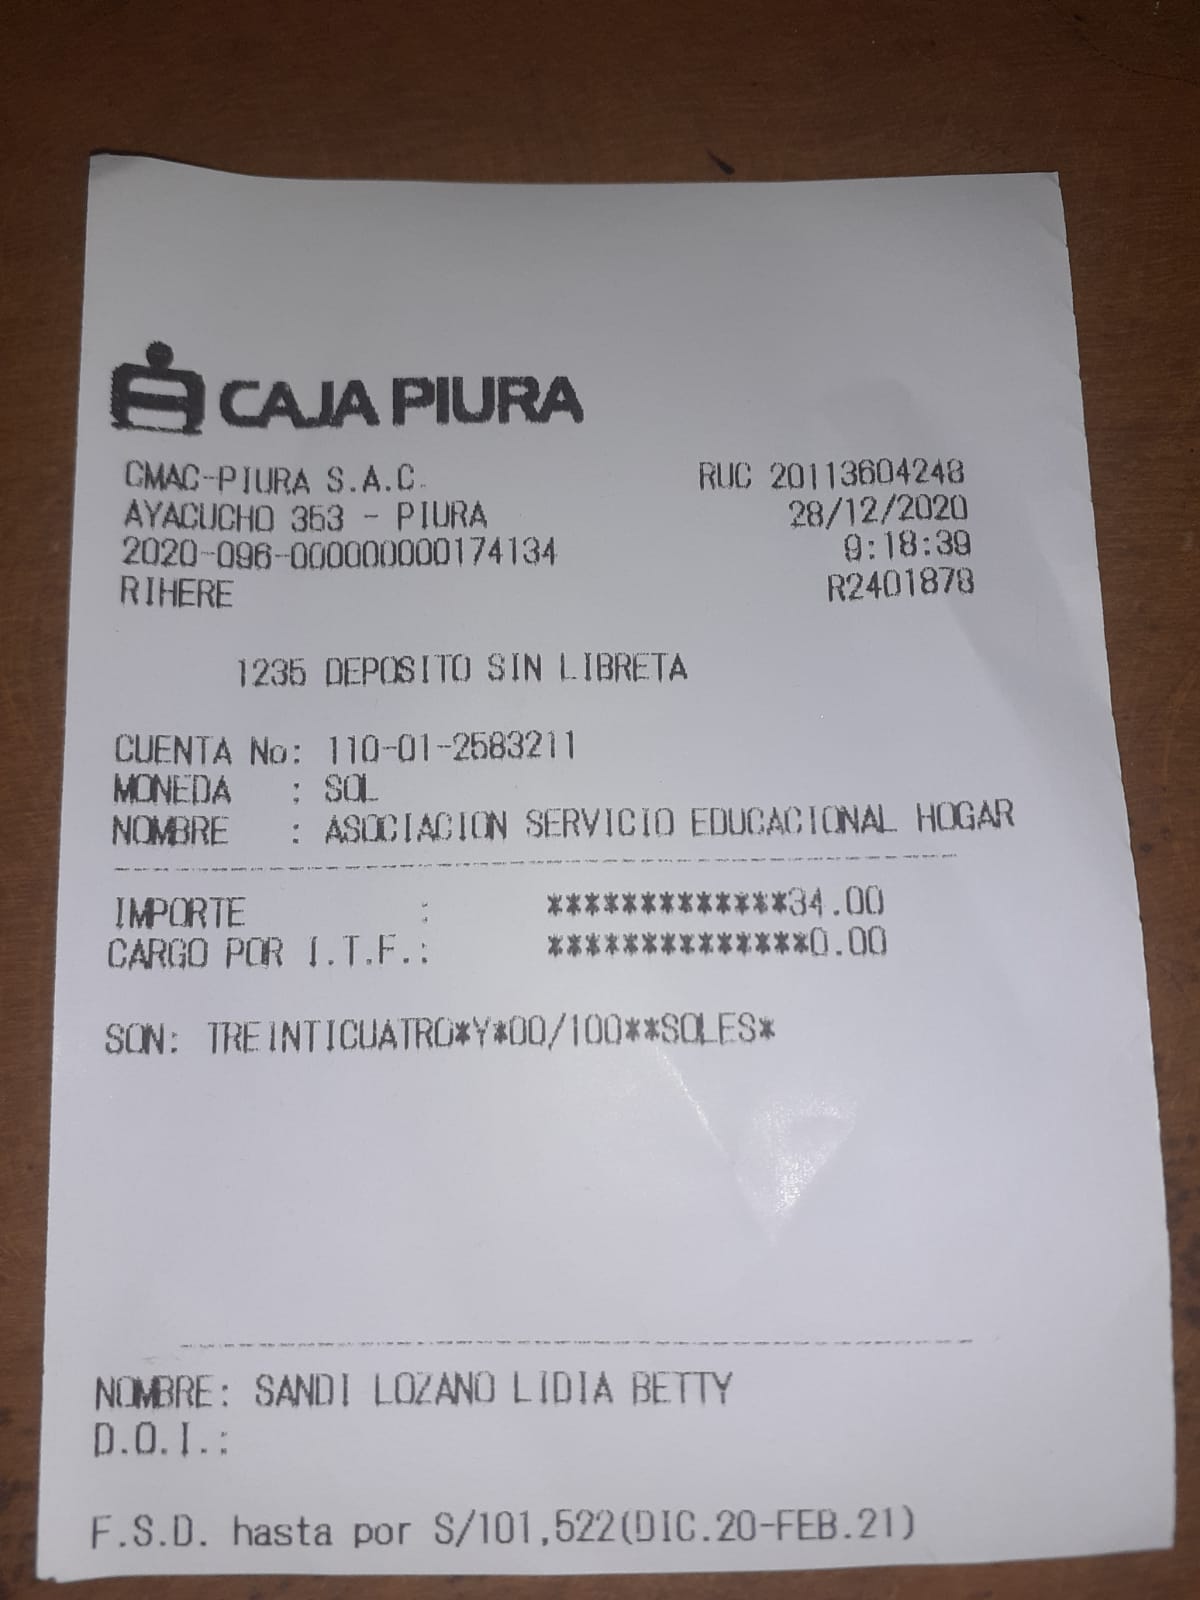 CAJA PIURA
CMAC-PIURA S.A.C. RUC 20113604248
AYACUCHO 353 - PIURA 28/12/2020
2020-096-000000000174134 9:18:39
RIHERE R2401878
1235 DEPOSITO SIN LIBRETA
CUENTA No: 110-01-2583211
MONEDA : SOL
NOMBRE : ASOCIACION SERVICIO EDUCACIONAL HOGAR
IMPORTE : *************34.00
CARGO POR I.T.F.: **************0.00
SON: TREINTICUATRO*Y*00/100**SOLES*
NOMBRE: SANDI LOZANO LIDIA BETTY
D.O.I.:
F.S.D. hasta por S/101,522(DIC.20-FEB.21)